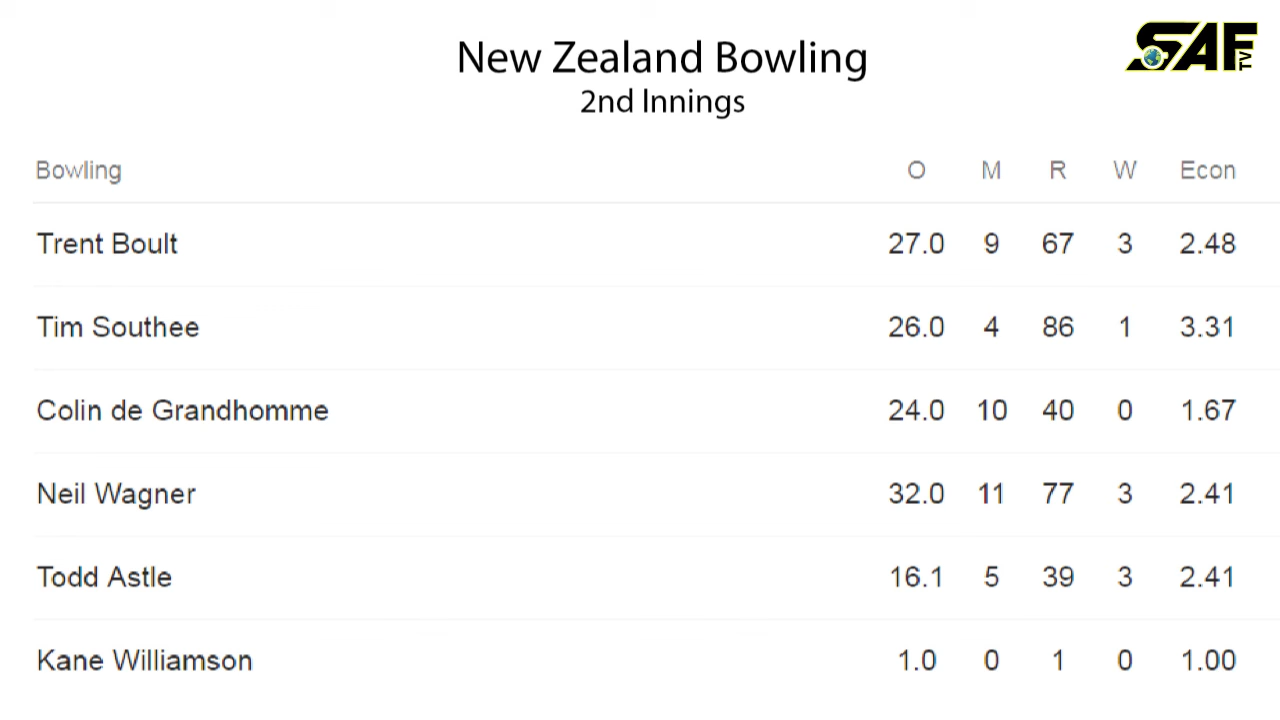 SAF TV
New Zealand Bowling
2nd Innings
Bowling O M R W Econ
Trent Boult 27.0 9 67 3 2.48
Tim Southee 26.0 4 86 1 3.31
Colin de Grandhomme 24.0 10 40 0 1.67
Neil Wagner 32.0 11 77 3 2.41
Todd Astle 16.1 5 39 3 2.41
Kane Williamson 1.0 0 1 0 1.00